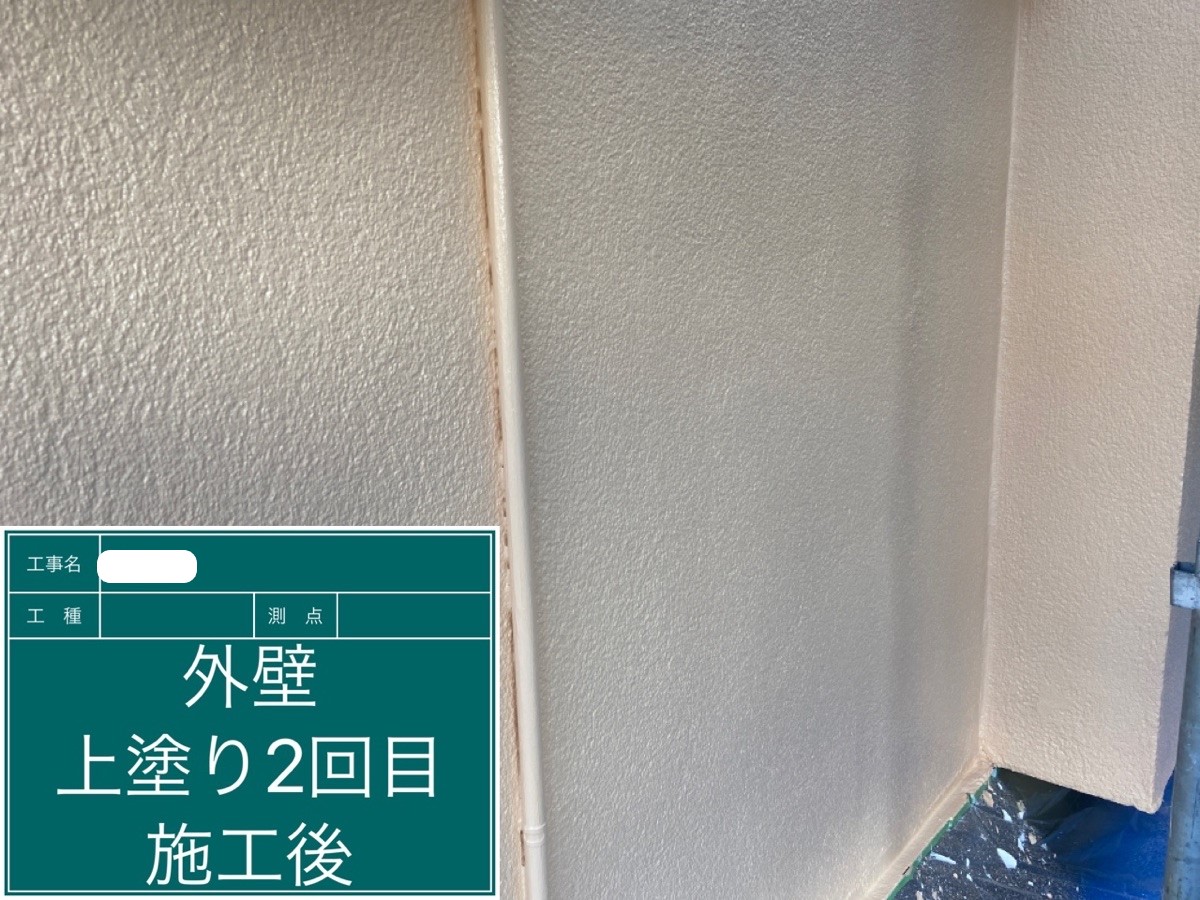 工事名
工 種 測 点
外壁
上塗り2回目
施工後